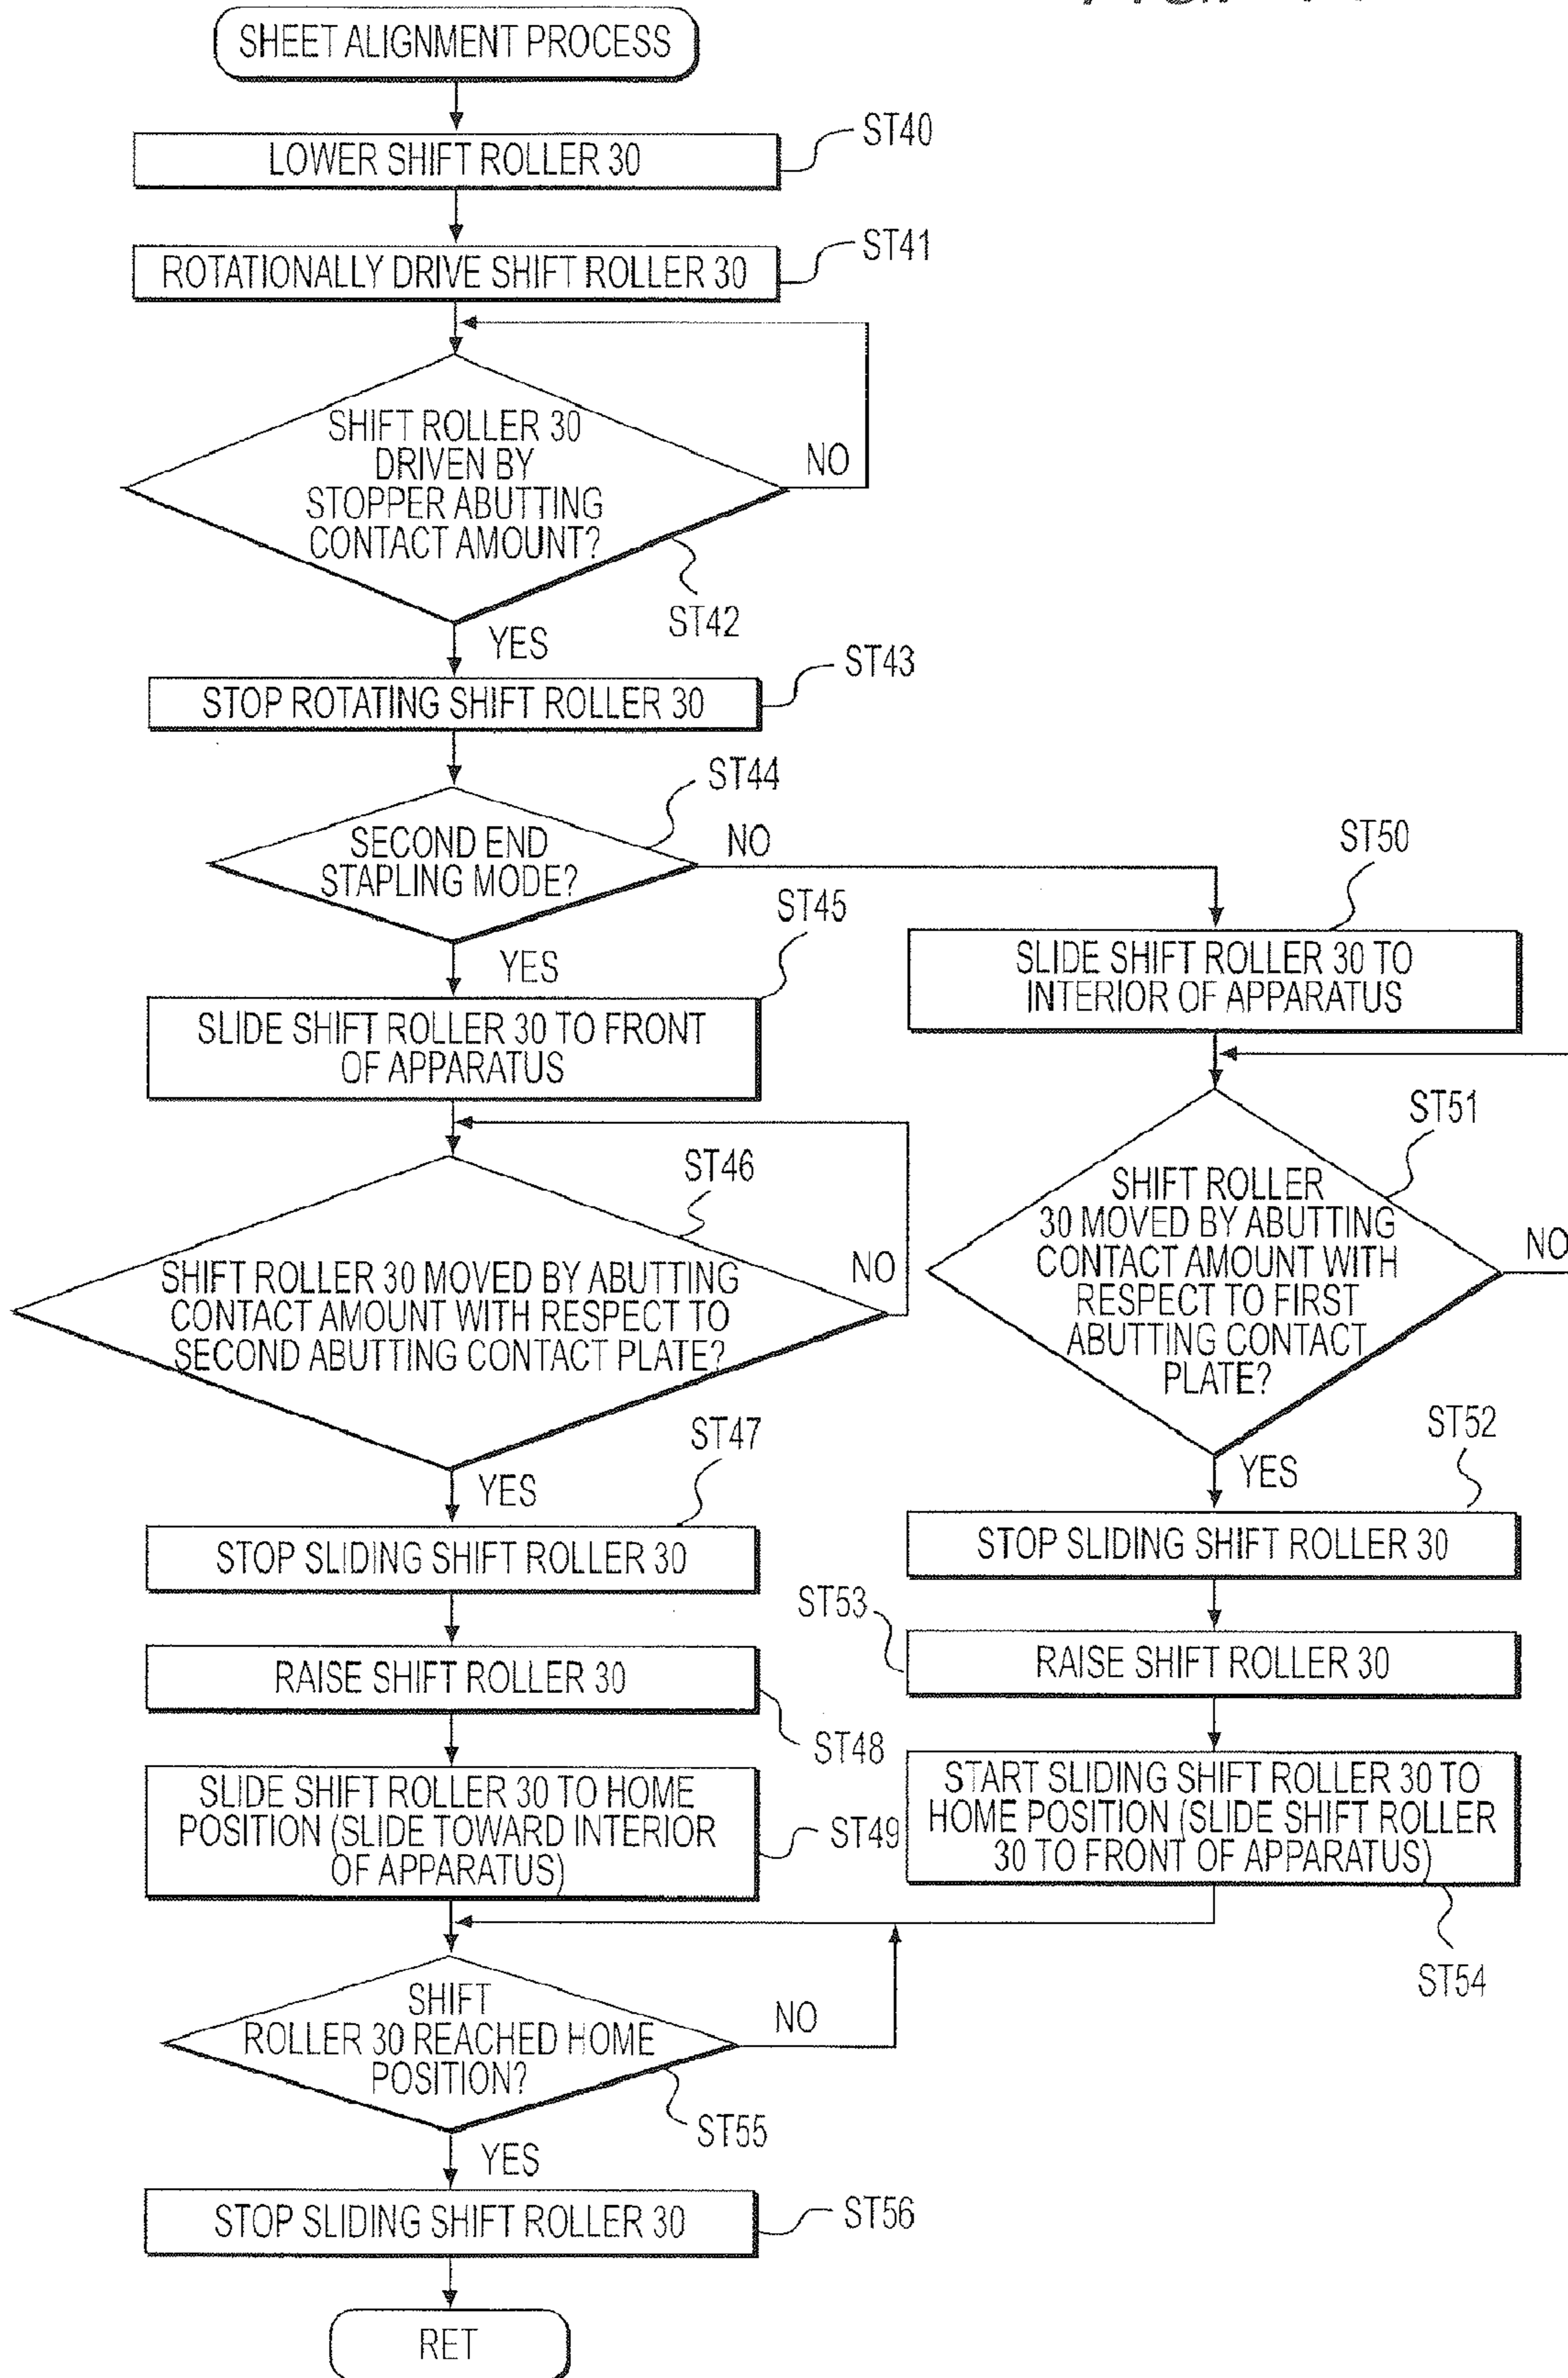 SHEET ALIGNMENT PROCESS
LOWER SHIFT ROLLER 30
ST40
ROTATIONALLY DRIVE SHIFT ROLLER 30
ST41
SHIFT ROLLER 30
DRIVEN BY
STOPPER ABUTTING
CONTACT AMOUNT?
NO
ST42
YES
STOP ROTATING SHIFT ROLLER 30
ST43
SECOND END
STAPLING MODE?
ST44
NO
YES
SLIDE SHIFT ROLLER 30 TO FRONT
OF APPARATUS
ST45
SHIFT ROLLER 30 MOVED BY ABUTTING
CONTACT AMOUNT WITH RESPECT TO
SECOND ABUTTING CONTACT PLATE?
ST46
NO
YES
STOP SLIDING SHIFT ROLLER 30
ST47
RAISE SHIFT ROLLER 30
ST48
SLIDE SHIFT ROLLER 30 TO HOME
POSITION (SLIDE TOWARD INTERIOR
OF APPARATUS)
ST49
ST50
SLIDE SHIFT ROLLER 30 TO
INTERIOR OF APPARATUS
ST51
SHIFT ROLLER
30 MOVED BY ABUTTING
CONTACT AMOUNT WITH
RESPECT TO FIRST
ABUTTING CONTACT
PLATE?
NO
YES
ST52
STOP SLIDING SHIFT ROLLER 30
ST53
RAISE SHIFT ROLLER 30
START SLIDING SHIFT ROLLER 30 TO
HOME POSITION (SLIDE SHIFT ROLLER
30 TO FRONT OF APPARATUS)
ST54
SHIFT
ROLLER 30 REACHED HOME
POSITION?
NO
ST55
YES
STOP SLIDING SHIFT ROLLER 30
ST56
RET